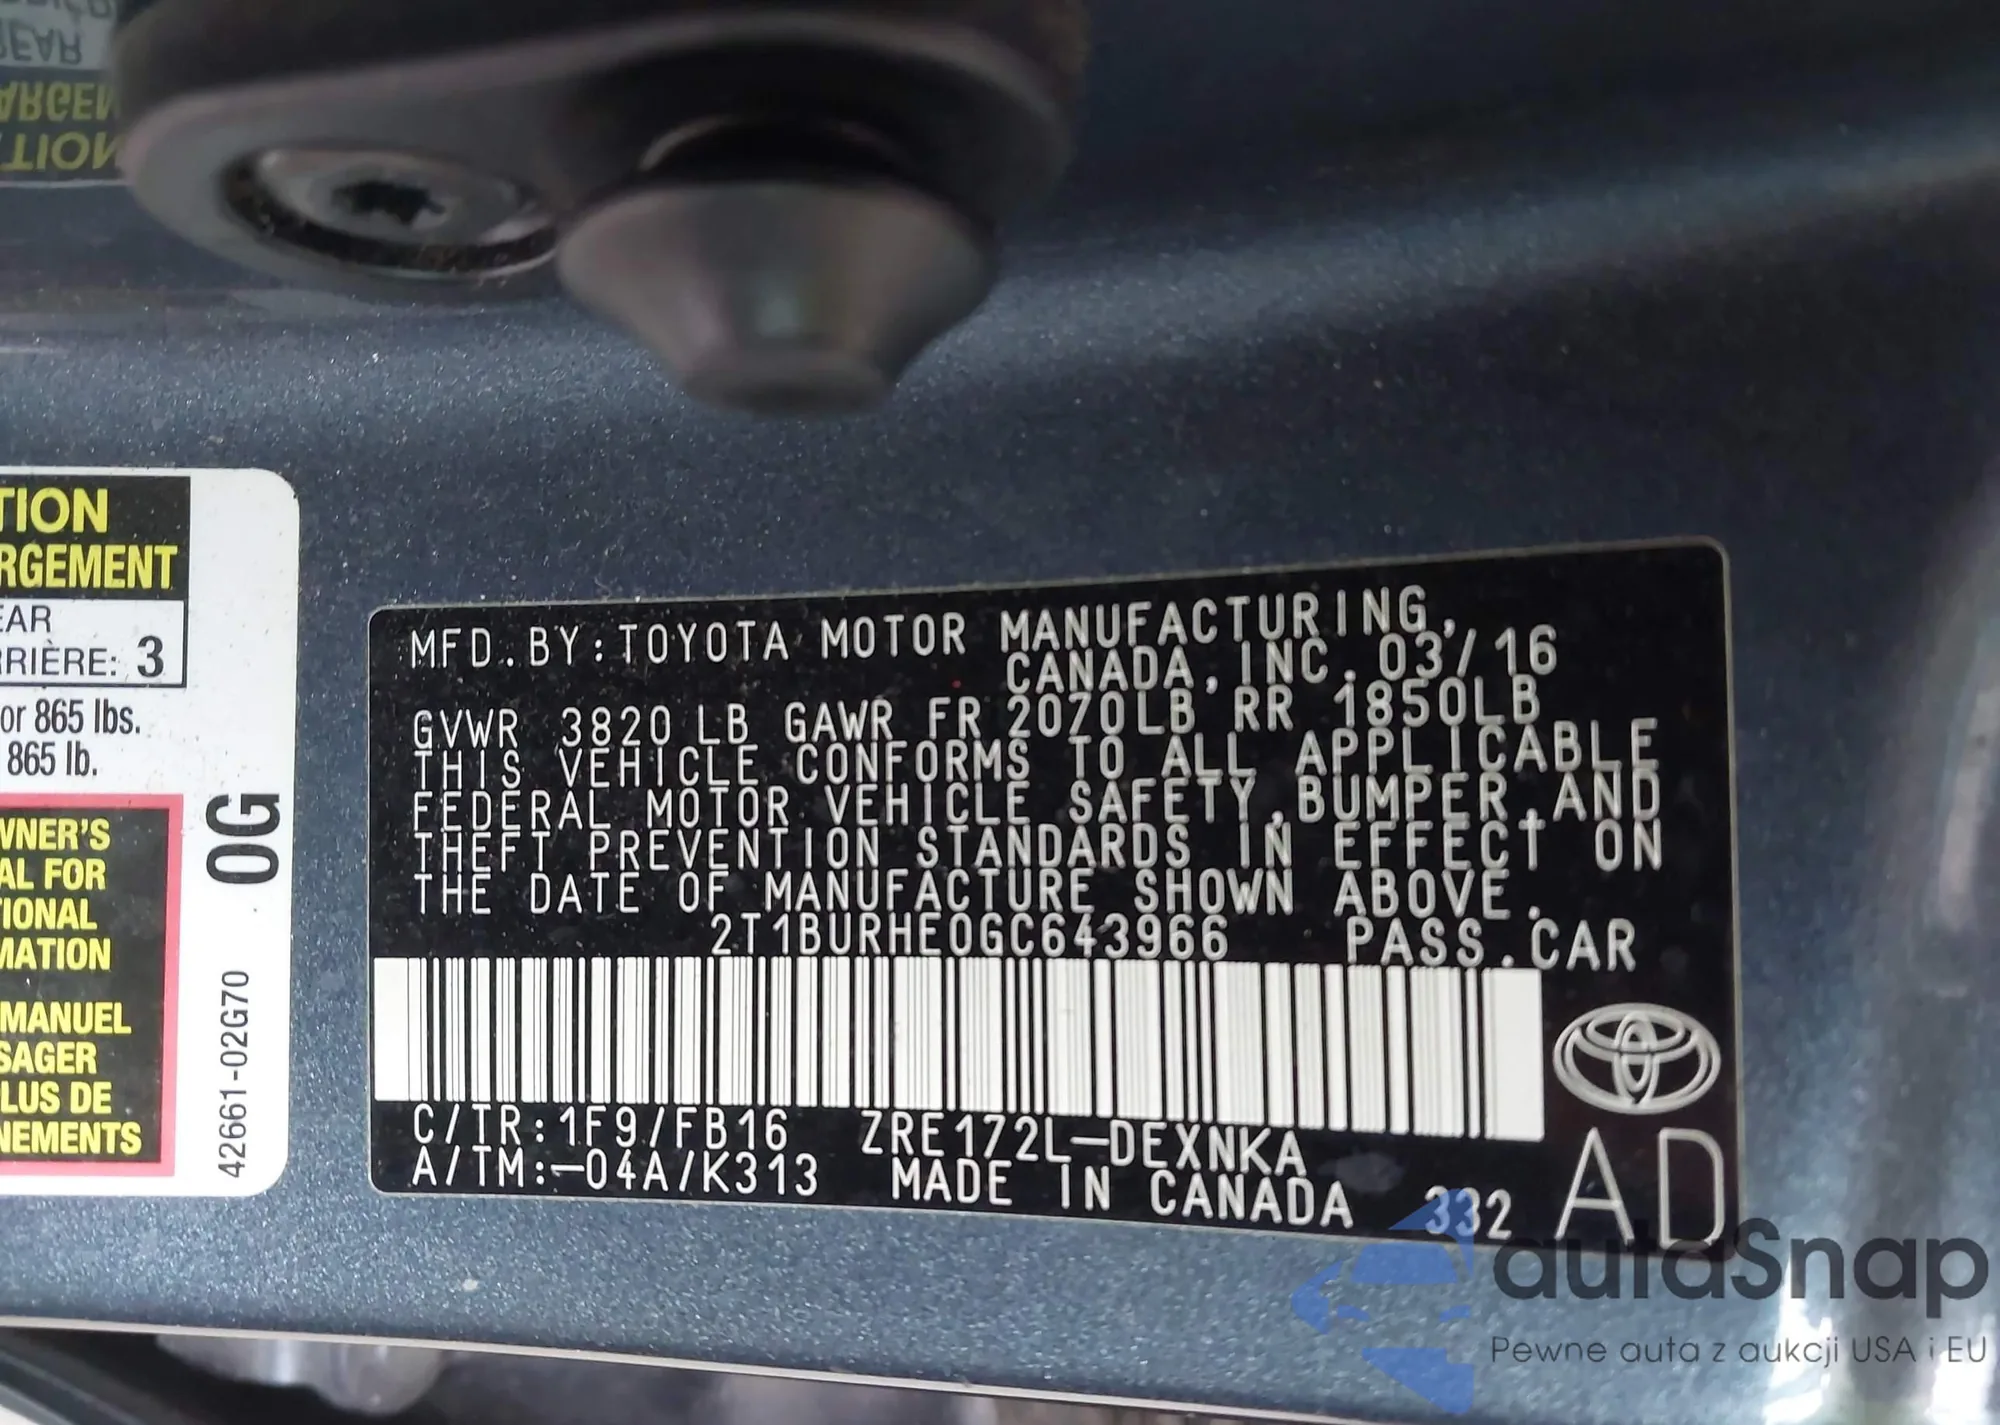 REAR
ARGEM
TION
TION
RGEMENT
EAR
RRIÈRE: 3
or 865 lbs.
865 lb.
WNER'S
AL FOR
TIONAL
MATION
MANUEL
SAGER
LUS DE
NEMENTS
0G
42661-02G70
MFD. BY: TOYOTA MOTOR MANUFACTURING,
CANADA, INC. 03/16
GVWR 3820 LB GAWR FR 2070LB RR 1850LB
THIS VEHICLE CONFORMS TO ALL APPLICABLE
FEDERAL MOTOR VEHICLE SAFETY, BUMPER, AND
THEFT PREVENTION STANDARDS IN EFFECT ON
THE DATE OF MANUFACTURE SHOWN ABOVE.
2T1BURHE0GC643966 PASS. CAR
C/TR: 1F9/FB16 ZRE172L-DEXNKA
A/TM: -04A/K313 MADE IN CANADA 332
AD
autoSnap
Pewne auta z aukcji USA i EU